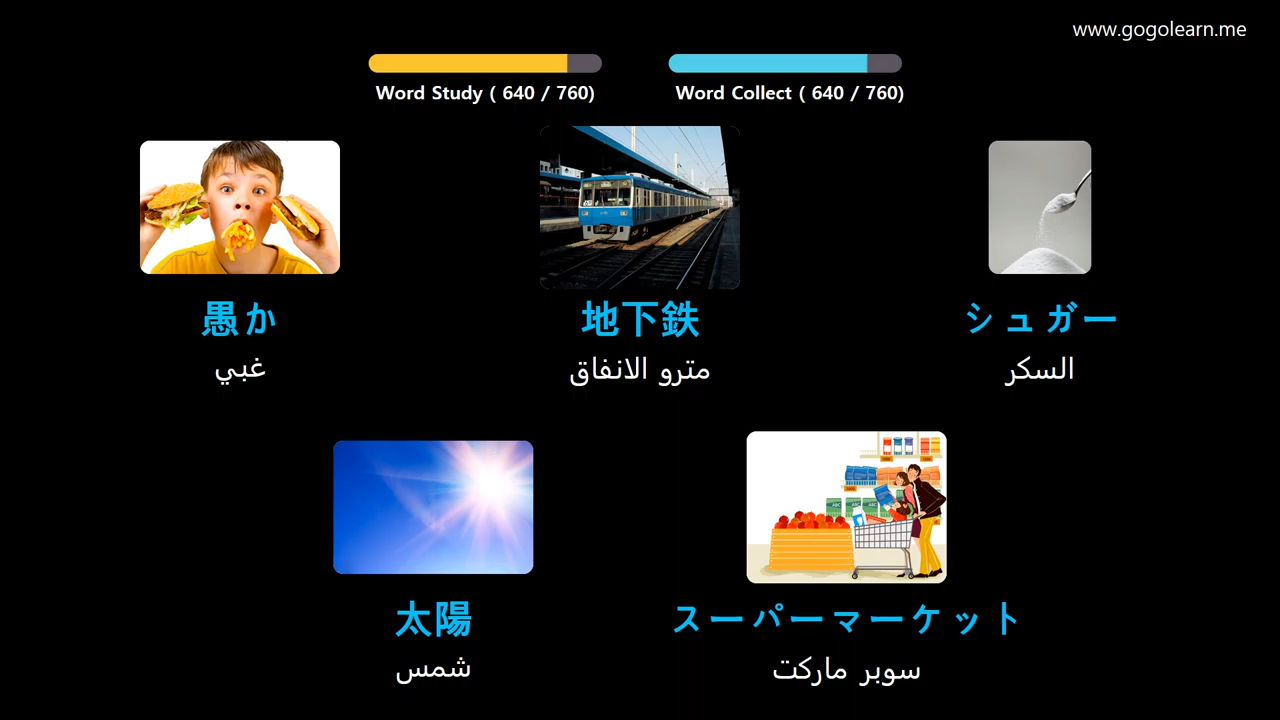 www.gogolearn.me
Word Study ( 640 / 760)
Word Collect ( 640 / 760)
愚か
غبي
地下鉄
مترو الانفاق
シュガー
السكر
太陽
شمس
スーパーマーケット
سوبر ماركت